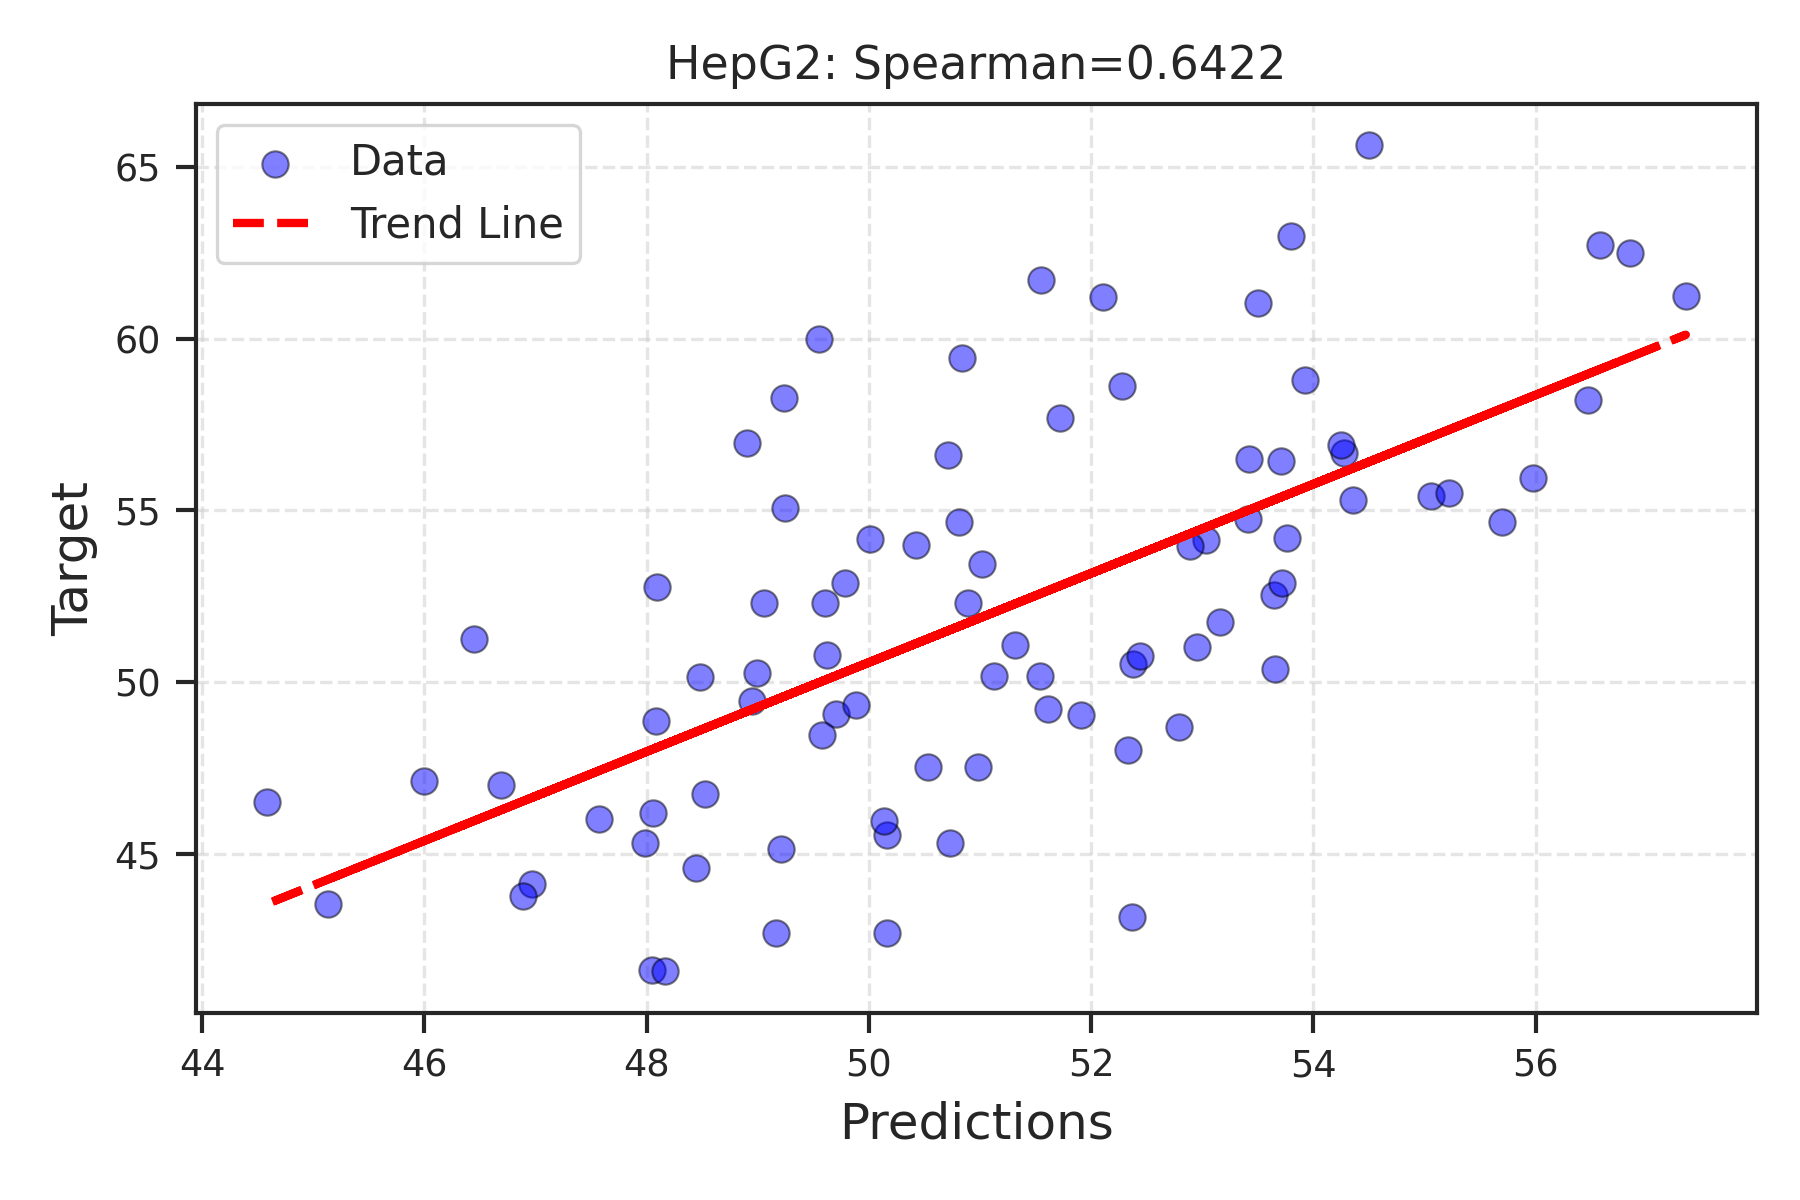 HepG2: Spearman=0.6422
Data
Trend Line
65
60
55
50
45
Target
44 46 48 50 52 54 56
Predictions